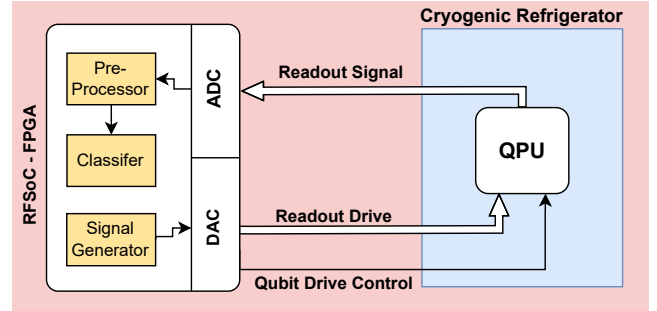 Cryogenic Refrigerator
RFSoC - FPGA
Pre-
Processor
ADC
Readout Signal
Classifer
QPU
Signal
Generator
DAC
Readout Drive
Qubit Drive Control